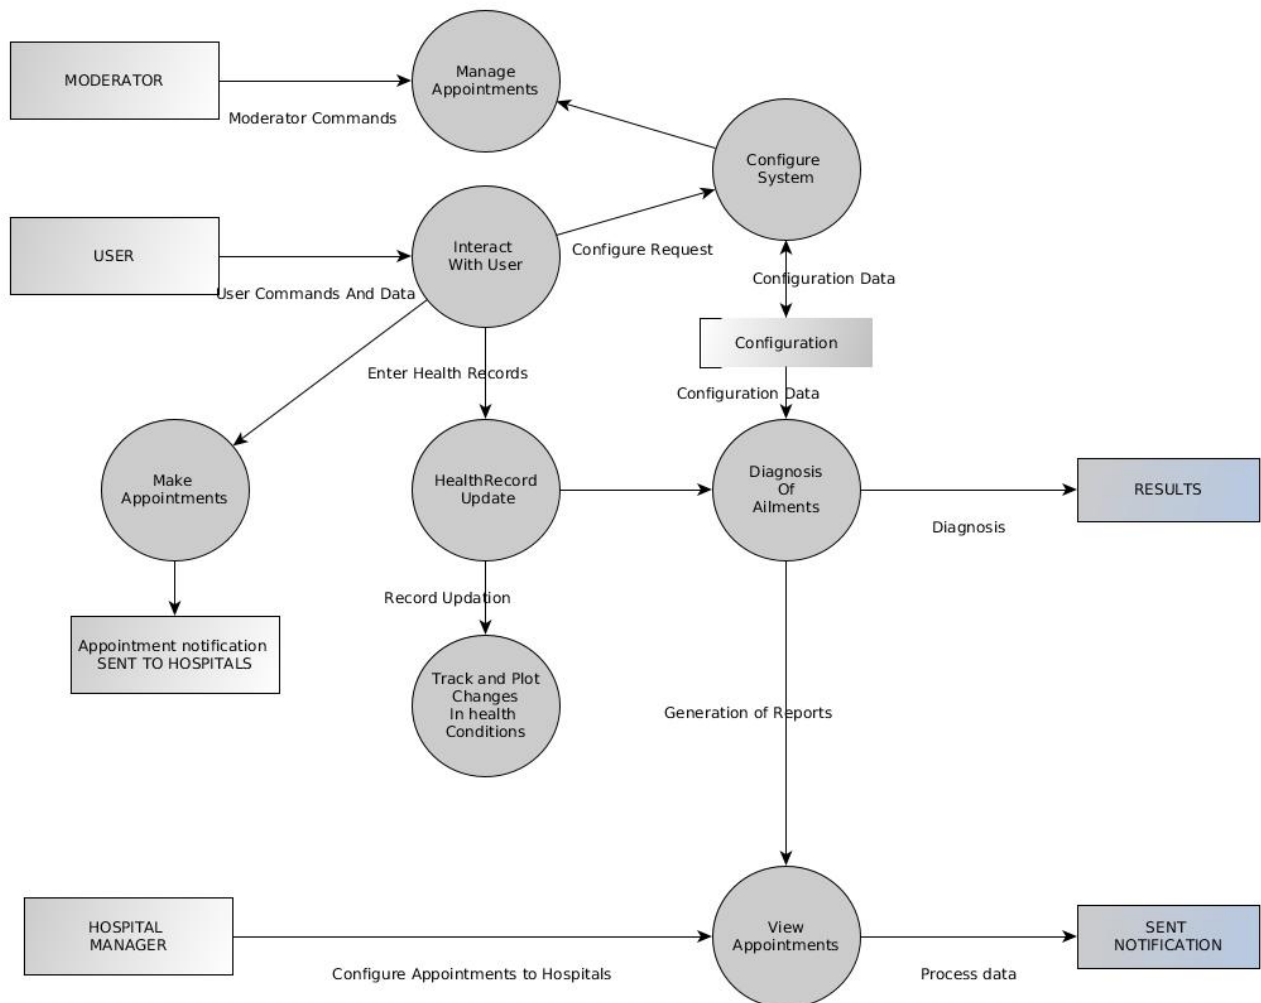 MODERATOR
Moderator Commands
Manage
Appointments
Configure
System
USER
User Commands And Data
Interact
With User
Configure Request
Configuration Data
Configuration
Configuration Data
Enter Health Records
Make
Appointments
HealthRecord
Update
Diagnosis
Of
Ailments
RESULTS
Diagnosis
Record Updation
Appointment notification
SENT TO HOSPITALS
Track and Plot
Changes
In health
Conditions
Generation of Reports
HOSPITAL
MANAGER
Configure Appointments to Hospitals
View
Appointments
Process data
SENT
NOTIFICATION